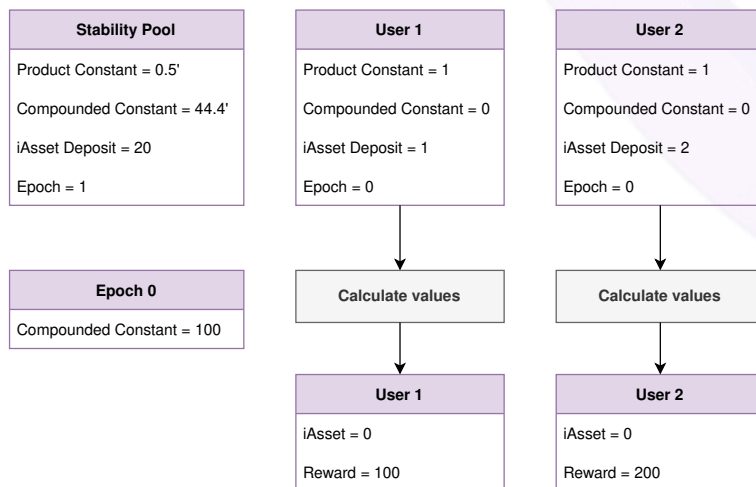 Stability Pool
Product Constant = 0.5'
Compounded Constant = 44.4'
iAsset Deposit = 20
Epoch = 1
User 1
Product Constant = 1
Compounded Constant = 0
iAsset Deposit = 1
Epoch = 0
User 2
Product Constant = 1
Compounded Constant = 0
iAsset Deposit = 2
Epoch = 0
Epoch 0
Compounded Constant = 100
Calculate values
Calculate values
User 1
iAsset = 0
Reward = 100
User 2
iAsset = 0
Reward = 200